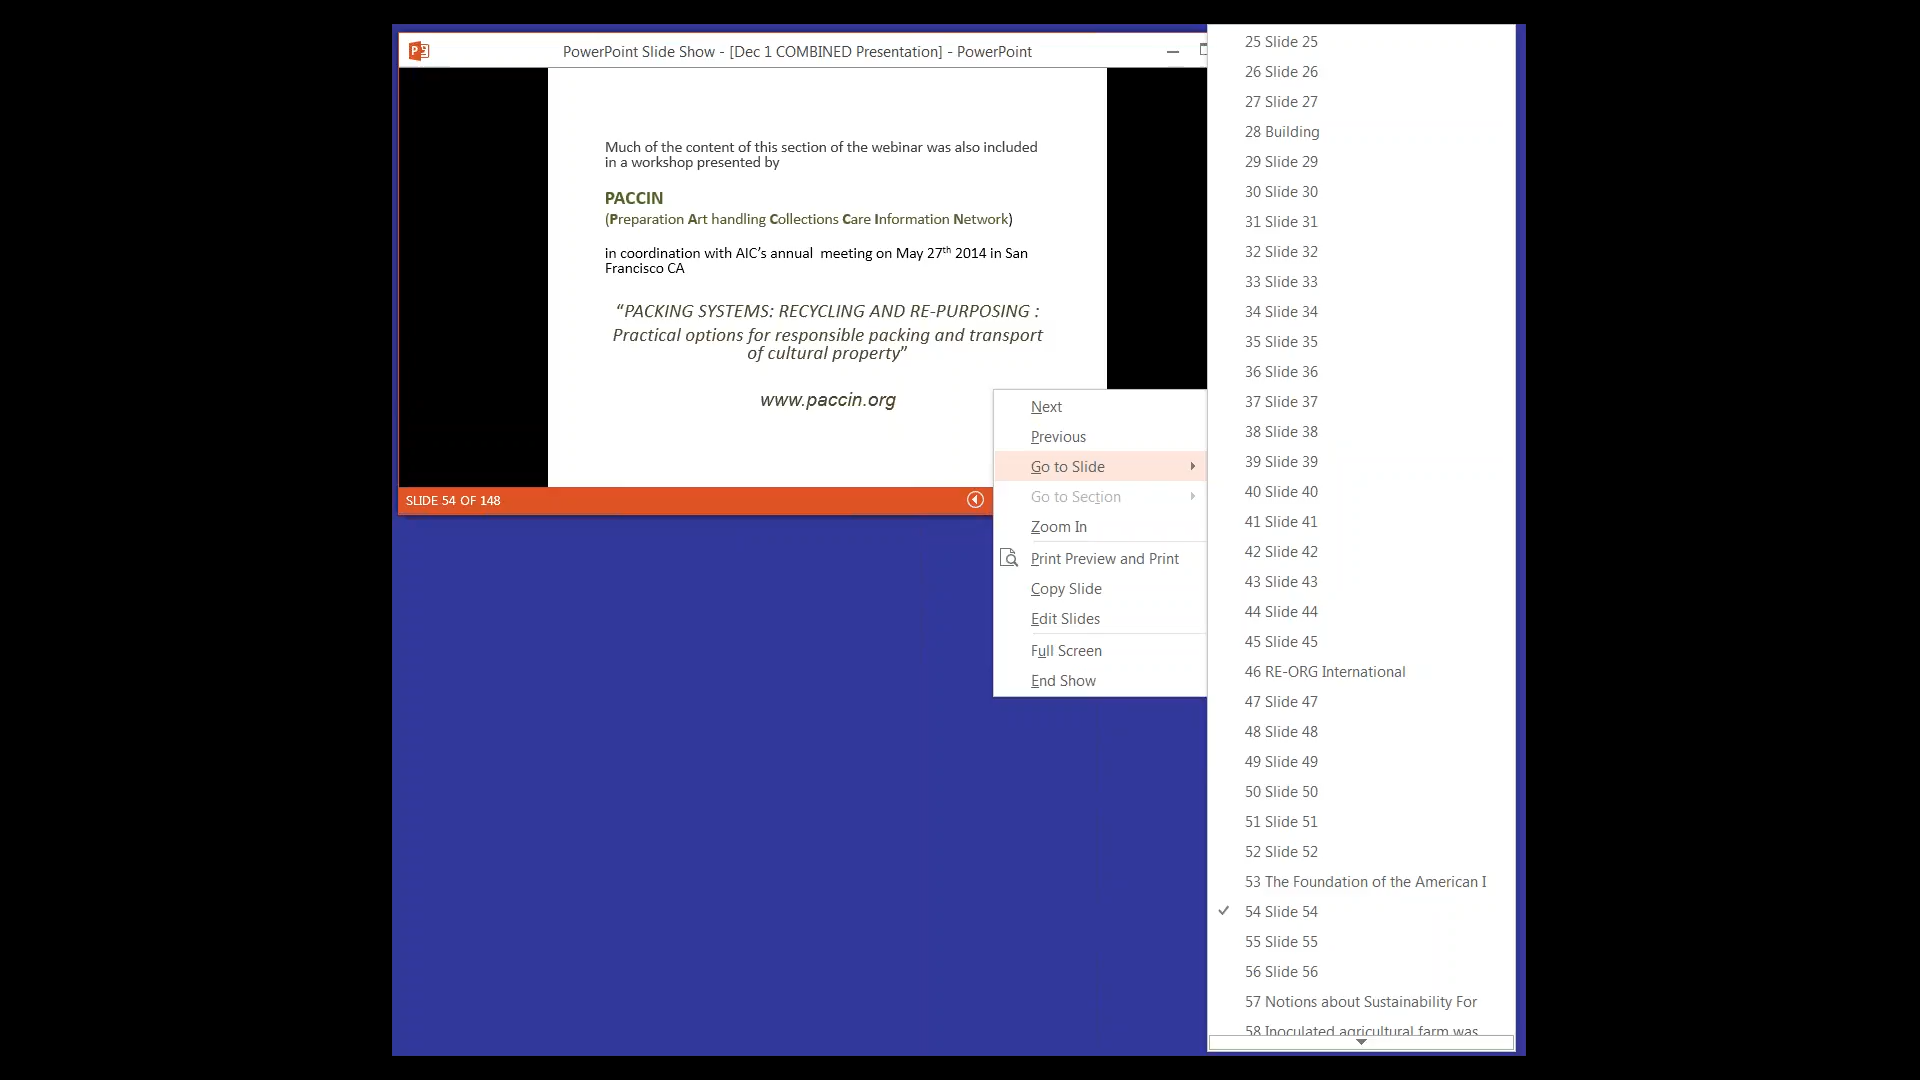 PowerPoint Slide Show - [Dec 1 COMBINED Presentation] - PowerPoint
Much of the content of this section of the webinar was also included
in a workshop presented by
PACCIN
(Preparation Art handling Collections Care Information Network)
in coordination with AIC’s annual meeting on May 27th 2014 in San
Francisco CA
“PACKING SYSTEMS: RECYCLING AND RE-PURPOSING :
Practical options for responsible packing and transport
of cultural property”
www.paccin.org
SLIDE 54 OF 148
Next
Previous
Go to Slide
Go to Section
Zoom In
Print Preview and Print
Copy Slide
Edit Slides
Full Screen
End Show
25 Slide 25
26 Slide 26
27 Slide 27
28 Building
29 Slide 29
30 Slide 30
31 Slide 31
32 Slide 32
33 Slide 33
34 Slide 34
35 Slide 35
36 Slide 36
37 Slide 37
38 Slide 38
39 Slide 39
40 Slide 40
41 Slide 41
42 Slide 42
43 Slide 43
44 Slide 44
45 Slide 45
46 RE-ORG International
47 Slide 47
48 Slide 48
49 Slide 49
50 Slide 50
51 Slide 51
52 Slide 52
53 The Foundation of the American I
54 Slide 54
55 Slide 55
56 Slide 56
57 Notions about Sustainability For
58 Inoculated agricultural farm was